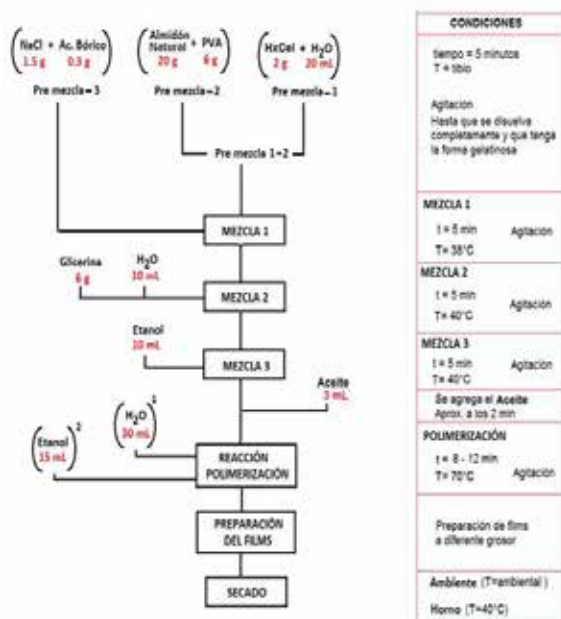 NaCl + Ac. Bórico
1.5 g 0.3 g
Pre mezcla-3
Almidón Natural + PVA
20 g 6 g
Pre mezcla-2
HxCel + H₂O
2 g 20 mL
Pre mezcla-1
Pre mezcla 1-2
MEZCLA 1
Glicerina
6 g
H₂O
10 mL
MEZCLA 2
Etanol
20 mL
MEZCLA 3
Aceite
3 mL
(H₂O)¹
30 mL
(Etanol)²
15 mL
REACCIÓN
POLIMERIZACIÓN
PREPARACIÓN
DEL FILMS
SECADO
CONDICIONES
tiempo = 5 minutos
T = tibio
Agitación
Hasta que se disuelva
completamente y que tenga
la forma gelatinosa
MEZCLA 1
t = 5 min Agitación
T= 38°C
MEZCLA 2
t = 5 min
T= 40°C Agitación
MEZCLA 3
t = 5 min Agitación
T= 40°C
Se agrega el Aceite
Aprox. a los 2 min
POLIMERIZACIÓN
t = 8 - 12 min
T= 70°C Agitación
Preparación de films
a diferente grosor
Ambiente (T=ambiental )
Horno (T=40°C)